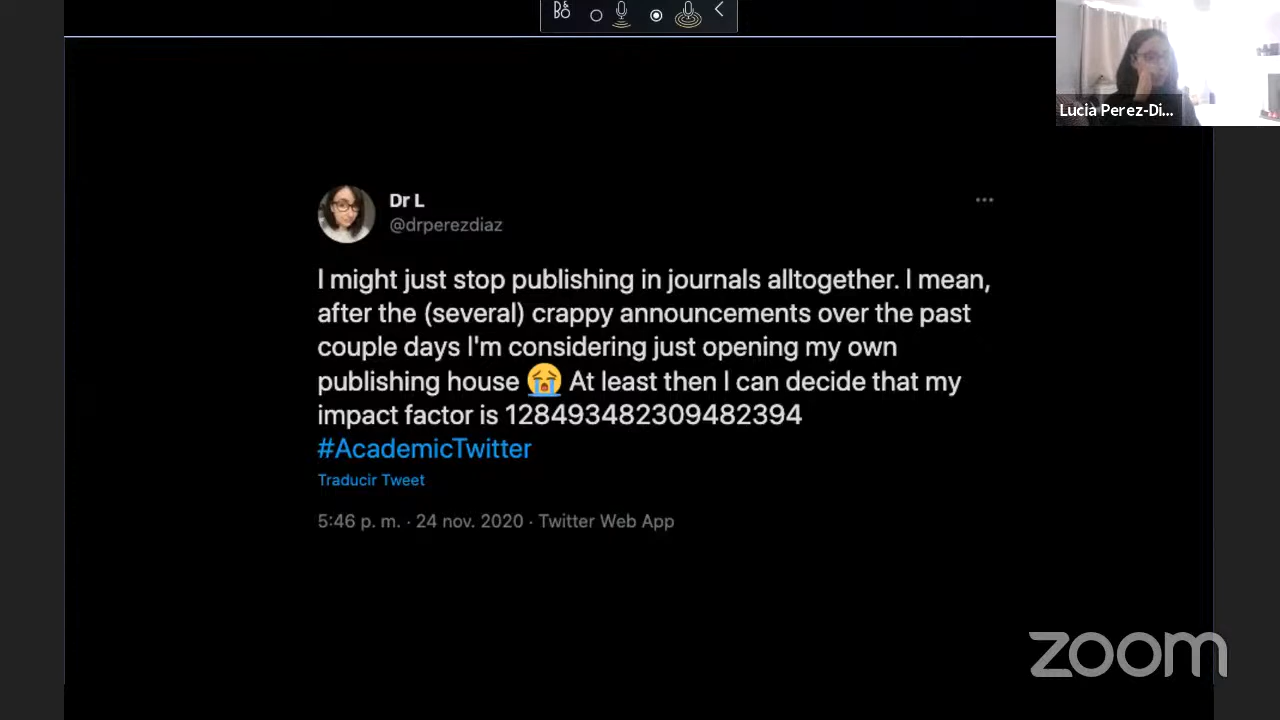 Lucia Perez-Di...
Dr L
@drperezdiaz
I might just stop publishing in journals alltogether. I mean,
after the (several) crappy announcements over the past
couple days I'm considering just opening my own
publishing house 😭 At least then I can decide that my
impact factor is 128493482309482394
#AcademicTwitter
Traducir Tweet
5:46 p. m. · 24 nov. 2020 · Twitter Web App
zoom